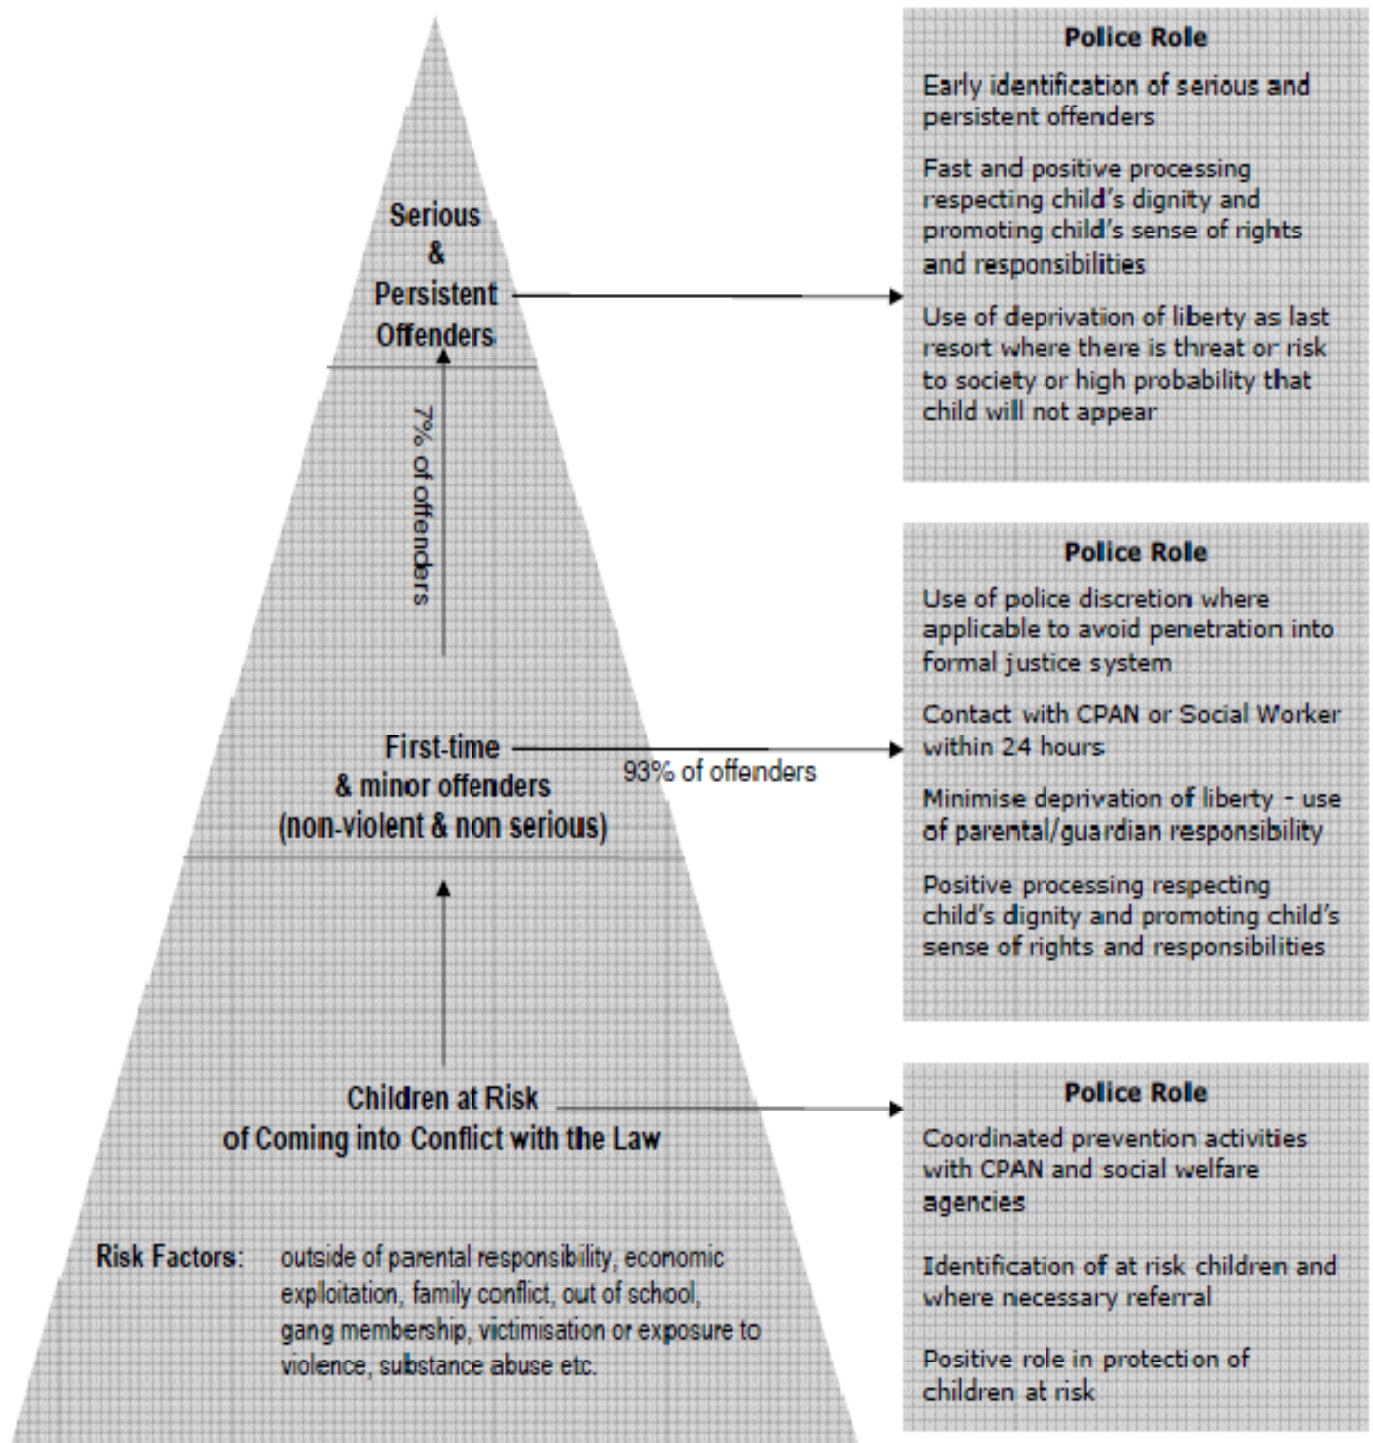 Serious
&
Persistent
Offenders
7% of offenders
First-time
& minor offenders
(non-violent & non serious)
93% of offenders
Children at Risk
of Coming into Conflict with the Law
Risk Factors: outside of parental responsibility, economic
exploitation, family conflict, out of school,
gang membership, victimisation or exposure to
violence, substance abuse etc.
Police Role
Early identification of serious and
persistent offenders
Fast and positive processing
respecting child's dignity and
promoting child's sense of rights
and responsibilities
Use of deprivation of liberty as last
resort where there is threat or risk
to society or high probability that
child will not appear
Police Role
Use of police discretion where
applicable to avoid penetration into
formal justice system
Contact with CPAN or Social Worker
within 24 hours
Minimise deprivation of liberty - use
of parental/guardian responsibility
Positive processing respecting
child's dignity and promoting child's
sense of rights and responsibilities
Police Role
Coordinated prevention activities
with CPAN and social welfare
agencies
Identification of at risk children and
where necessary referral
Positive role in protection of
children at risk